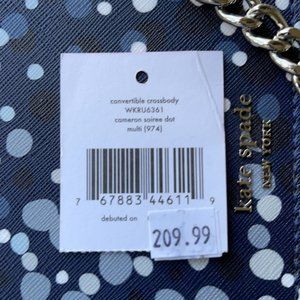 convertible crossbody
WKRU6361
cameron soiree dot
multi (974)
7 67883 44611 9
debuted on
209.99
kate spade
NEW YORK